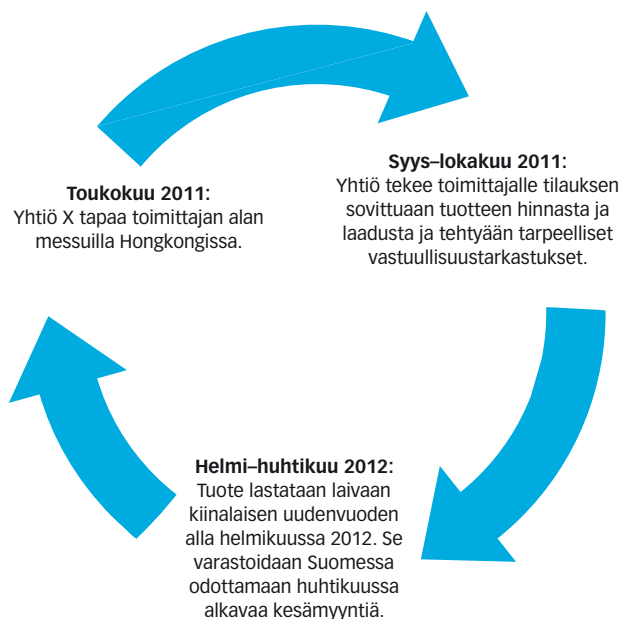 Toukokuu 2011:
Yhtiö X tapaa toimittajan alan
messuilla Hongkongissa.
Syys–lokakuu 2011:
Yhtiö tekee toimittajalle tilauksen
sovittuaan tuotteen hinnasta ja
laadusta ja tehtyään tarpeelliset
vastuullisuustarkastukset.
Helmi–huhtikuu 2012:
Tuote lastataan laivaan
kiinalaisen uudenvuoden
alla helmikuussa 2012. Se
varastoidaan Suomessa
odottamaan huhtikuussa
alkavaa kesämyyntiä.